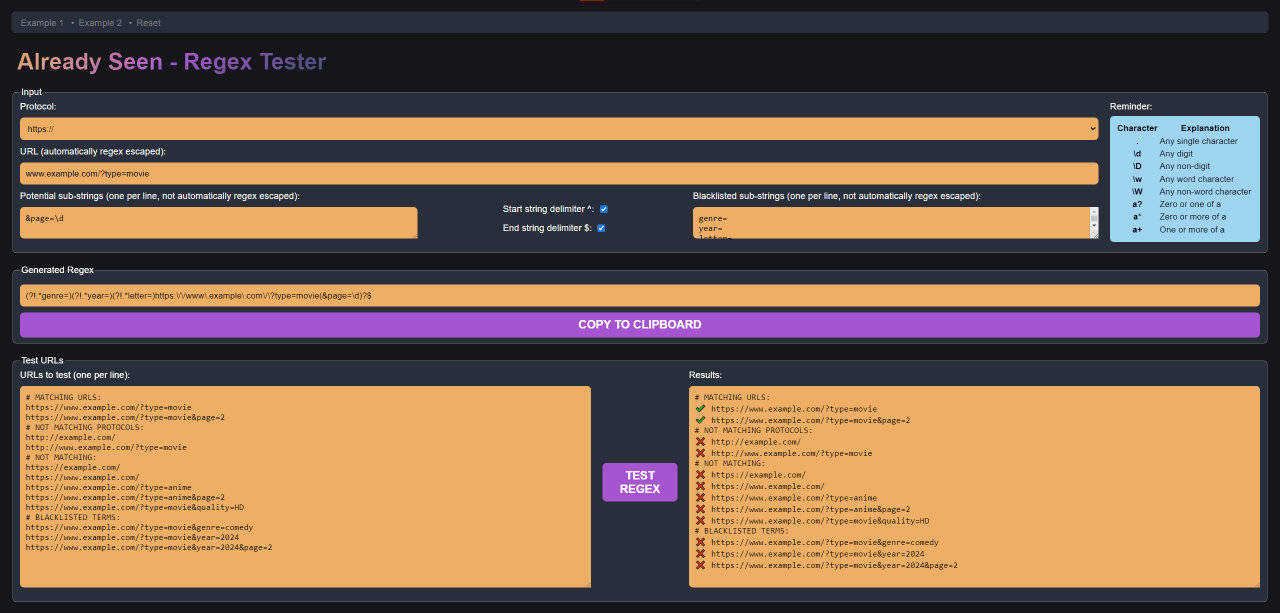 Example 1 • Example 2 • Reset
Already Seen - Regex Tester
Input
Protocol:
https://
URL (automatically regex escaped):
www.example.com/?type=movie
Potential sub-strings (one per line, not automatically regex escaped):
&page=\d
Start string delimiter ^:
End string delimiter $:
Blacklisted sub-strings (one per line, not automatically regex escaped):
genre=
year=
letter=
Reminder:
Character Explanation
. Any single character
\d Any digit
\D Any non-digit
\w Any word character
\W Any non-word character
a? Zero or one of a
a* Zero or more of a
a+ One or more of a
Generated Regex
(?!.*genre=)(?!.*year=)(?!.*letter=)https:\/\/www\.example\.com\/\?type=movie(&page=\d)?$
COPY TO CLIPBOARD
Test URLs
URLs to test (one per line):
# MATCHING URLS:
https://www.example.com/?type=movie
https://www.example.com/?type=movie&page=2
# NOT MATCHING PROTOCOLS:
http://example.com/
http://www.example.com/?type=movie
# NOT MATCHING:
https://example.com/
https://www.example.com/
https://www.example.com/?type=anime
https://www.example.com/?type=anime&page=2
https://www.example.com/?type=movie&quality=HD
# BLACKLISTED TERMS:
https://www.example.com/?type=movie&genre=comedy
https://www.example.com/?type=movie&year=2024
https://www.example.com/?type=movie&year=2024&page=2
TEST
REGEX
Results:
# MATCHING URLS:
✔ https://www.example.com/?type=movie
✔ https://www.example.com/?type=movie&page=2
# NOT MATCHING PROTOCOLS:
❌ http://example.com/
❌ http://www.example.com/?type=movie
# NOT MATCHING:
❌ https://example.com/
❌ https://www.example.com/
❌ https://www.example.com/?type=anime
❌ https://www.example.com/?type=anime&page=2
❌ https://www.example.com/?type=movie&quality=HD
# BLACKLISTED TERMS:
❌ https://www.example.com/?type=movie&genre=comedy
❌ https://www.example.com/?type=movie&year=2024
❌ https://www.example.com/?type=movie&year=2024&page=2